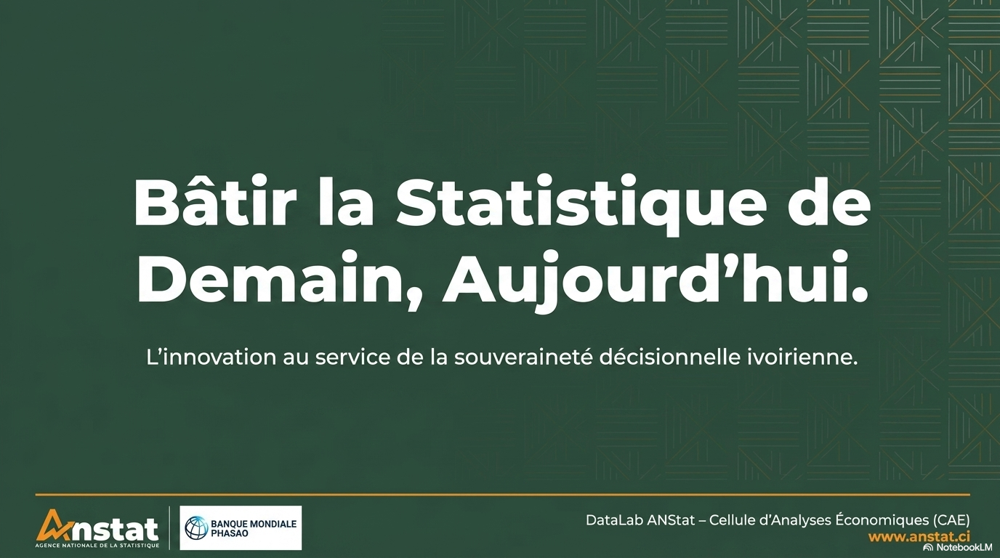 Bâtir la Statistique de
Demain, Aujourd’hui.
L’innovation au service de la souveraineté décisionnelle ivoirienne.
Anstat
AGENCE NATIONALE DE LA STATISTIQUE
BANQUE MONDIALE
PHASAO
DataLab ANStat – Cellule d’Analyses Économiques (CAE)
www.anstat.ci
NotebookLM